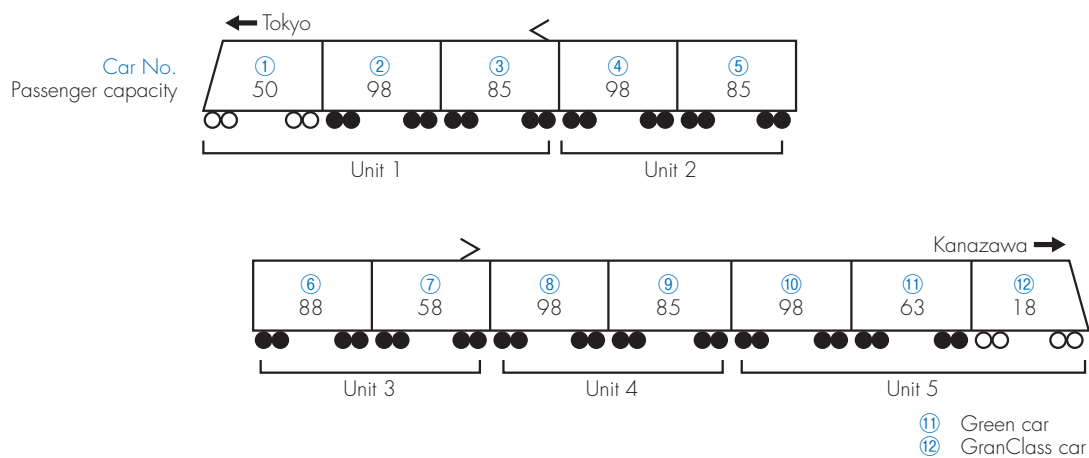 Tokyo
Car No. ① ② ③ ④ ⑤
Passenger capacity 50 98 85 98 85
Unit 1 Unit 2
Kanazawa
⑥ ⑦ ⑧ ⑨ ⑩ ⑪ ⑫
88 58 98 85 98 63 18
Unit 3 Unit 4 Unit 5
⑪ Green car
⑫ GranClass car